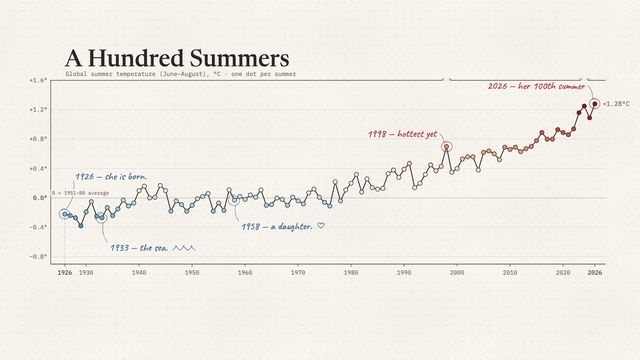 A Hundred Summers
Global summer temperature (June–August), °C · one dot per summer
+1.6°
2026 — her 100th summer
+1.28°C
+1.2°
1998 — hottest yet
+0.8°
+0.4°
1926 — she is born.
0 = 1951–80 average
0.0°
−0.4°
1958 — a daughter. ♡
1933 — the sea.
−0.8°
1926 1930 1940 1950 1960 1970 1980 1990 2000 2010 2020 2026